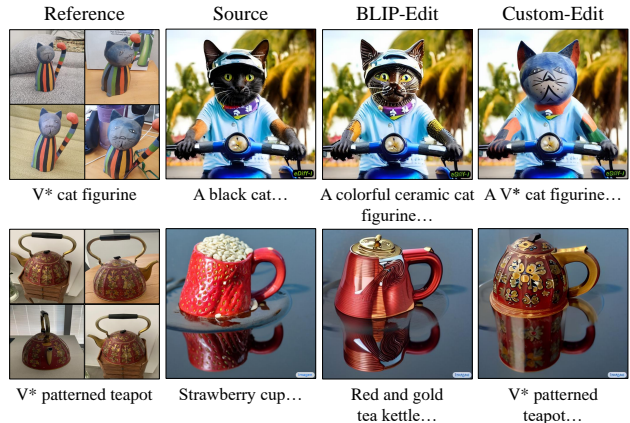 Reference Source BLIP-Edit Custom-Edit
V* cat figurine A black cat… A colorful ceramic cat A V* cat figurine…
figurine…
V* patterned teapot Strawberry cup… Red and gold V* patterned
tea kettle… teapot…